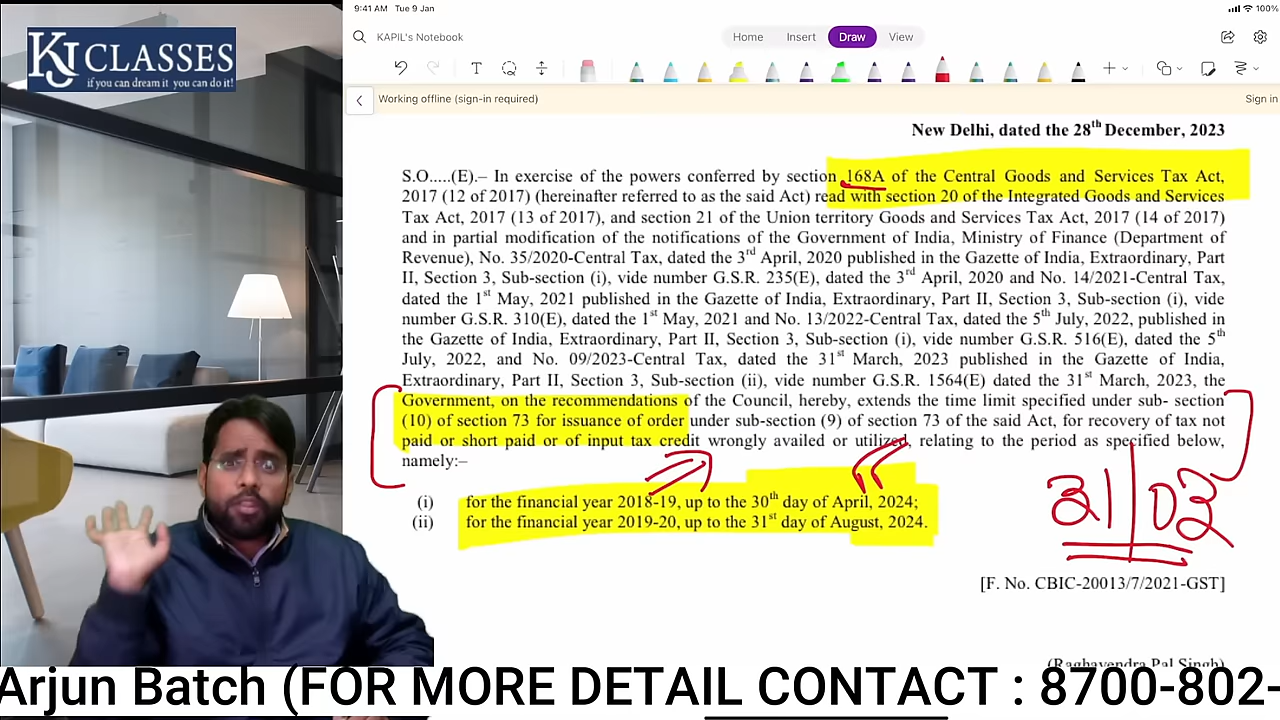 KJ CLASSES
if you can dream it you can do it!
9:41 AM Tue 9 Jan
100%
KAPIL's Notebook
Home Insert Draw View
T
Working offline (sign-in required)
Sign in
New Delhi, dated the 28th December, 2023
S.O.....(E).– In exercise of the powers conferred by section 168A of the Central Goods and Services Tax Act,
2017 (12 of 2017) (hereinafter referred to as the said Act) read with section 20 of the Integrated Goods and Services
Tax Act, 2017 (13 of 2017), and section 21 of the Union territory Goods and Services Tax Act, 2017 (14 of 2017)
and in partial modification of the notifications of the Government of India, Ministry of Finance (Department of
Revenue), No. 35/2020-Central Tax, dated the 3rd April, 2020 published in the Gazette of India, Extraordinary, Part
II, Section 3, Sub-section (i), vide number G.S.R. 235(E), dated the 3rd April, 2020 and No. 14/2021-Central Tax,
dated the 1st May, 2021 published in the Gazette of India, Extraordinary, Part II, Section 3, Sub-section (i), vide
number G.S.R. 310(E), dated the 1st May, 2021 and No. 13/2022-Central Tax, dated the 5th July, 2022, published in
the Gazette of India, Extraordinary, Part II, Section 3, Sub-section (i), vide number G.S.R. 516(E), dated the 5th
July, 2022, and No. 09/2023-Central Tax, dated the 31st March, 2023 published in the Gazette of India,
Extraordinary, Part II, Section 3, Sub-section (ii), vide number G.S.R. 1564(E) dated the 31st March, 2023, the
Government, on the recommendations of the Council, hereby, extends the time limit specified under sub- section
(10) of section 73 for issuance of order under sub-section (9) of section 73 of the said Act, for recovery of tax not
paid or short paid or of input tax credit wrongly availed or utilized, relating to the period as specified below,
namely:–
(i) for the financial year 2018-19, up to the 30th day of April, 2024;
(ii) for the financial year 2019-20, up to the 31st day of August, 2024.
31 03
[F. No. CBIC-20013/7/2021-GST]
(Raghavendra Pal Singh)
Arjun Batch (FOR MORE DETAIL CONTACT : 8700-802-